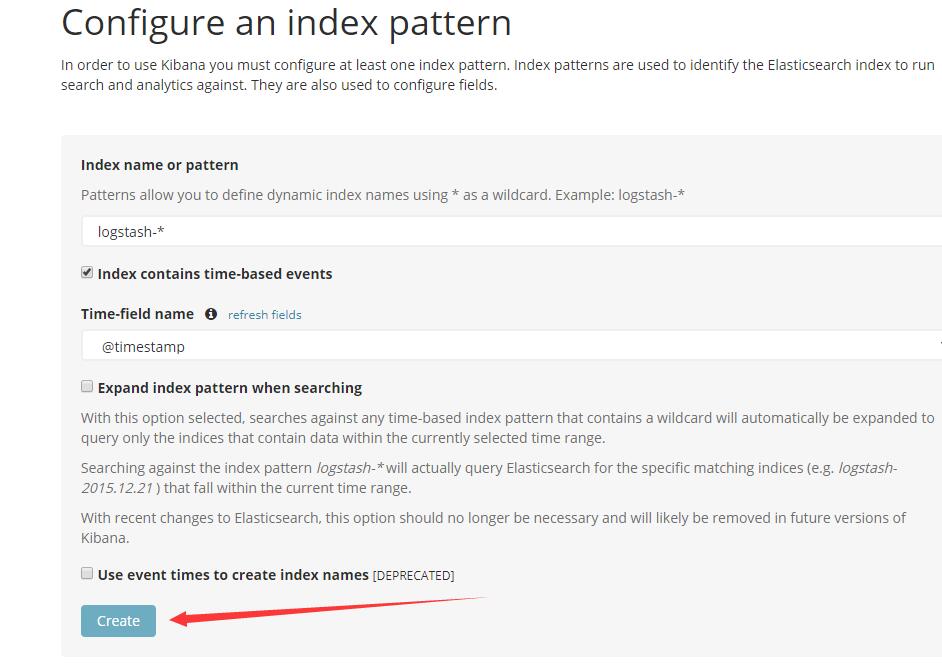 Configure an index pattern
In order to use Kibana you must configure at least one index pattern. Index patterns are used to identify the Elasticsearch index to run
search and analytics against. They are also used to configure fields.
Index name or pattern
Patterns allow you to define dynamic index names using * as a wildcard. Example: logstash-*
logstash-*
Index contains time-based events
Time-field name refresh fields
@timestamp
Expand index pattern when searching
With this option selected, searches against any time-based index pattern that contains a wildcard will automatically be expanded to
query only the indices that contain data within the currently selected time range.
Searching against the index pattern logstash-* will actually query Elasticsearch for the specific matching indices (e.g. logstash-
2015.12.21 ) that fall within the current time range.
With recent changes to Elasticsearch, this option should no longer be necessary and will likely be removed in future versions of
Kibana.
Use event times to create index names [DEPRECATED]
Create